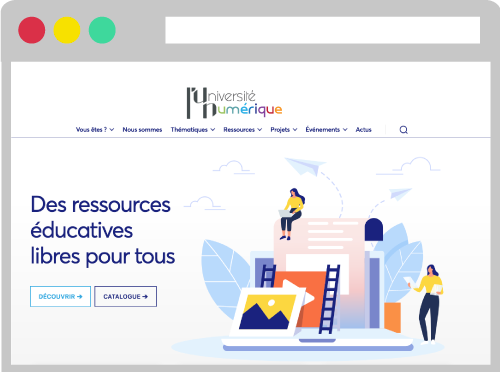 l'Université
numérique
Vous êtes ? Nous sommes Thématiques Ressources Projets Événements Actus
Des ressources
éducatives
libres pour tous
DÉCOUVRIR → CATALOGUE →